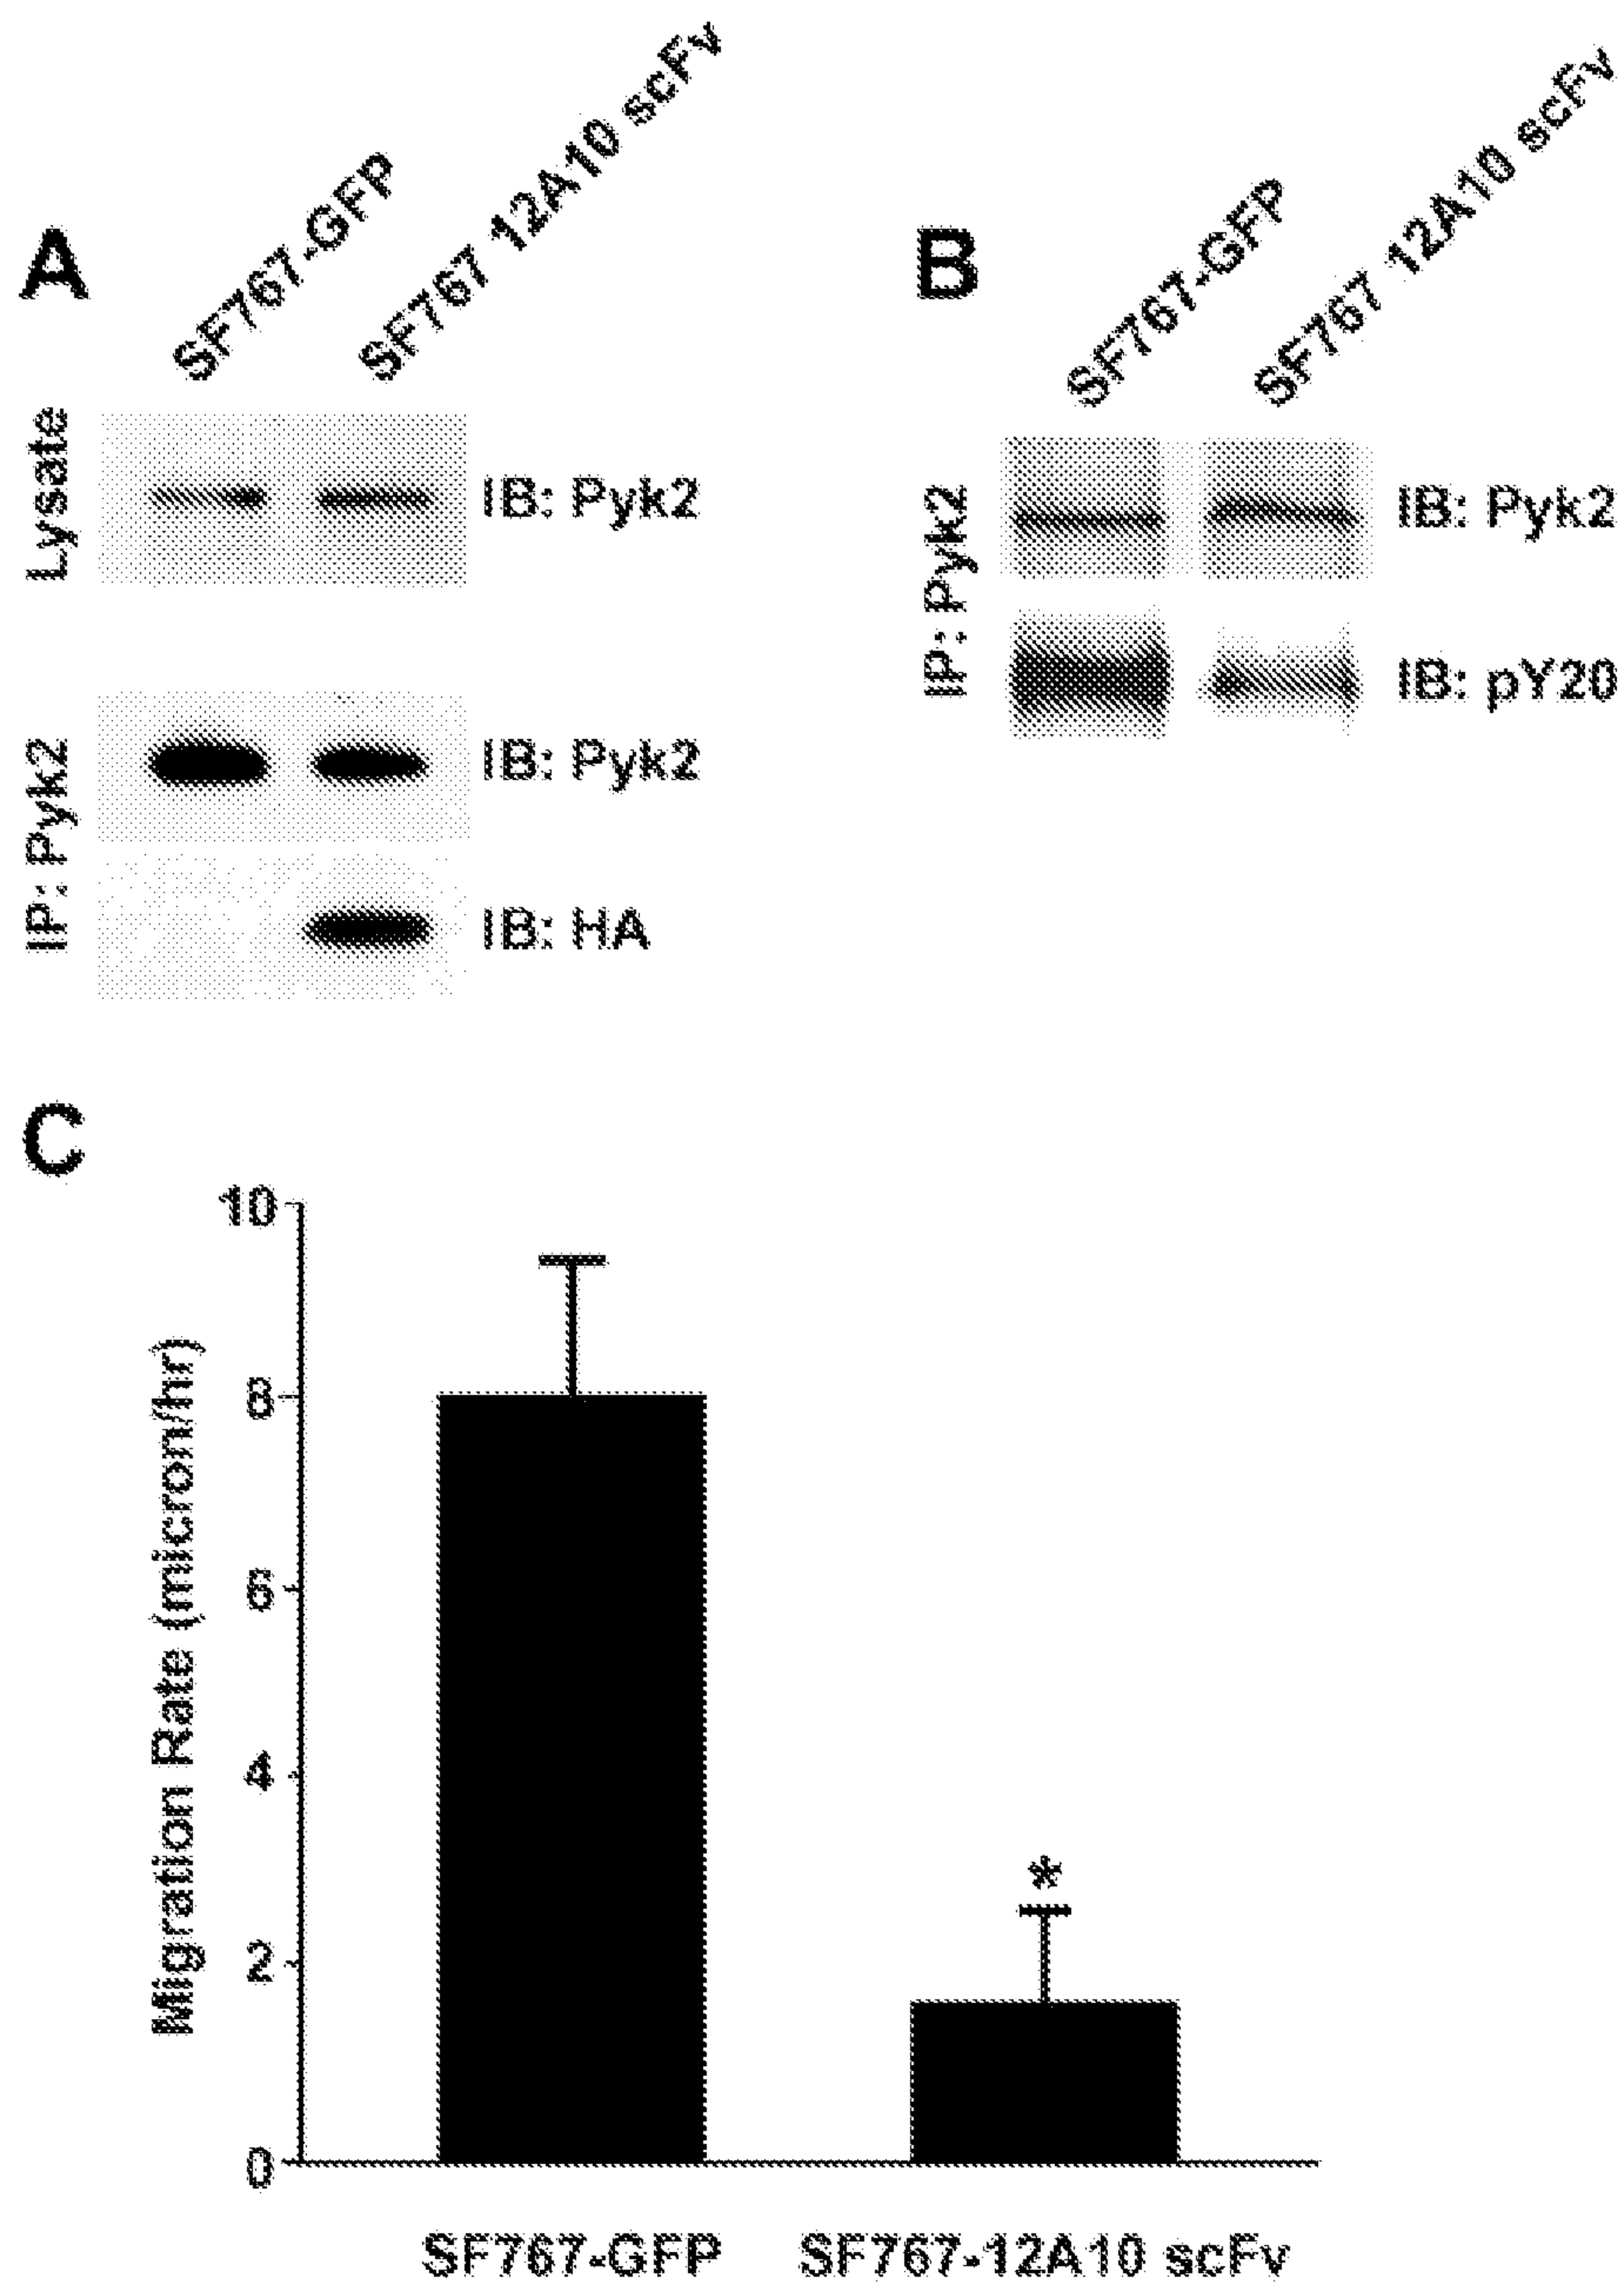 A
SF767-GFP
SF767 12A10 scFv
Lysate
IB: Pyk2
IP: Pyk2
IB: Pyk2
IB: HA
B
SF767-GFP
SF767 12A10 scFv
IP: Pyk2
IB: Pyk2
IB: pY20
C
Migration Rate (micron/hr)
10
8
6
4
2
0
*
SF767-GFP
SF767-12A10 scFv